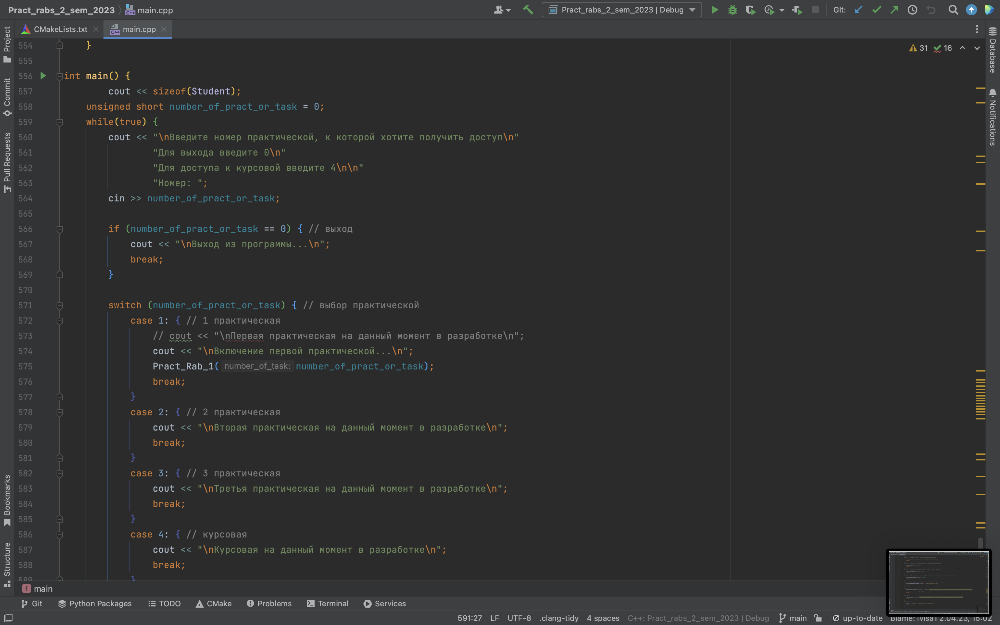 Pract_rabs_2_sem_2023 main.cpp
Pract_rabs_2_sem_2023 | Debug Git:
CMakeLists.txt main.cpp
31 16
Project
Commit
Pull Requests
Bookmarks
Structure
Database
Notifications
554 }
555
556 int main() {
557 cout << sizeof(Student);
558 unsigned short number_of_pract_or_task = 0;
559 while(true) {
560 cout << "\nВведите номер практической, к которой хотите получить доступ\n"
561 "Для выхода введите 0\n"
562 "Для доступа к курсовой введите 4\n\n"
563 "Номер: ";
564 cin >> number_of_pract_or_task;
565
566 if (number_of_pract_or_task == 0) { // выход
567 cout << "\nВыход из программы...\n";
568 break;
569 }
570
571 switch (number_of_pract_or_task) { // выбор практической
572 case 1: { // 1 практическая
573 // cout << "\nПервая практическая на данный момент в разработке\n";
574 cout << "\nВключение первой практической...\n";
575 Pract_Rab_1( number_of_task: number_of_pract_or_task);
576 break;
577 }
578 case 2: { // 2 практическая
579 cout << "\nВторая практическая на данный момент в разработке\n";
580 break;
581 }
582 case 3: { // 3 практическая
583 cout << "\nТретья практическая на данный момент в разработке\n";
584 break;
585 }
586 case 4: { // курсовая
587 cout << "\nКурсовая на данный момент в разработке\n";
588 break;
589 }
f main
Git Python Packages TODO CMake Problems Terminal Services
591:27 LF UTF-8 .clang-tidy 4 spaces C++: Pract_rabs_2_sem_2023 | Debug main up-to-date Blame: 2.04.23, 15:02